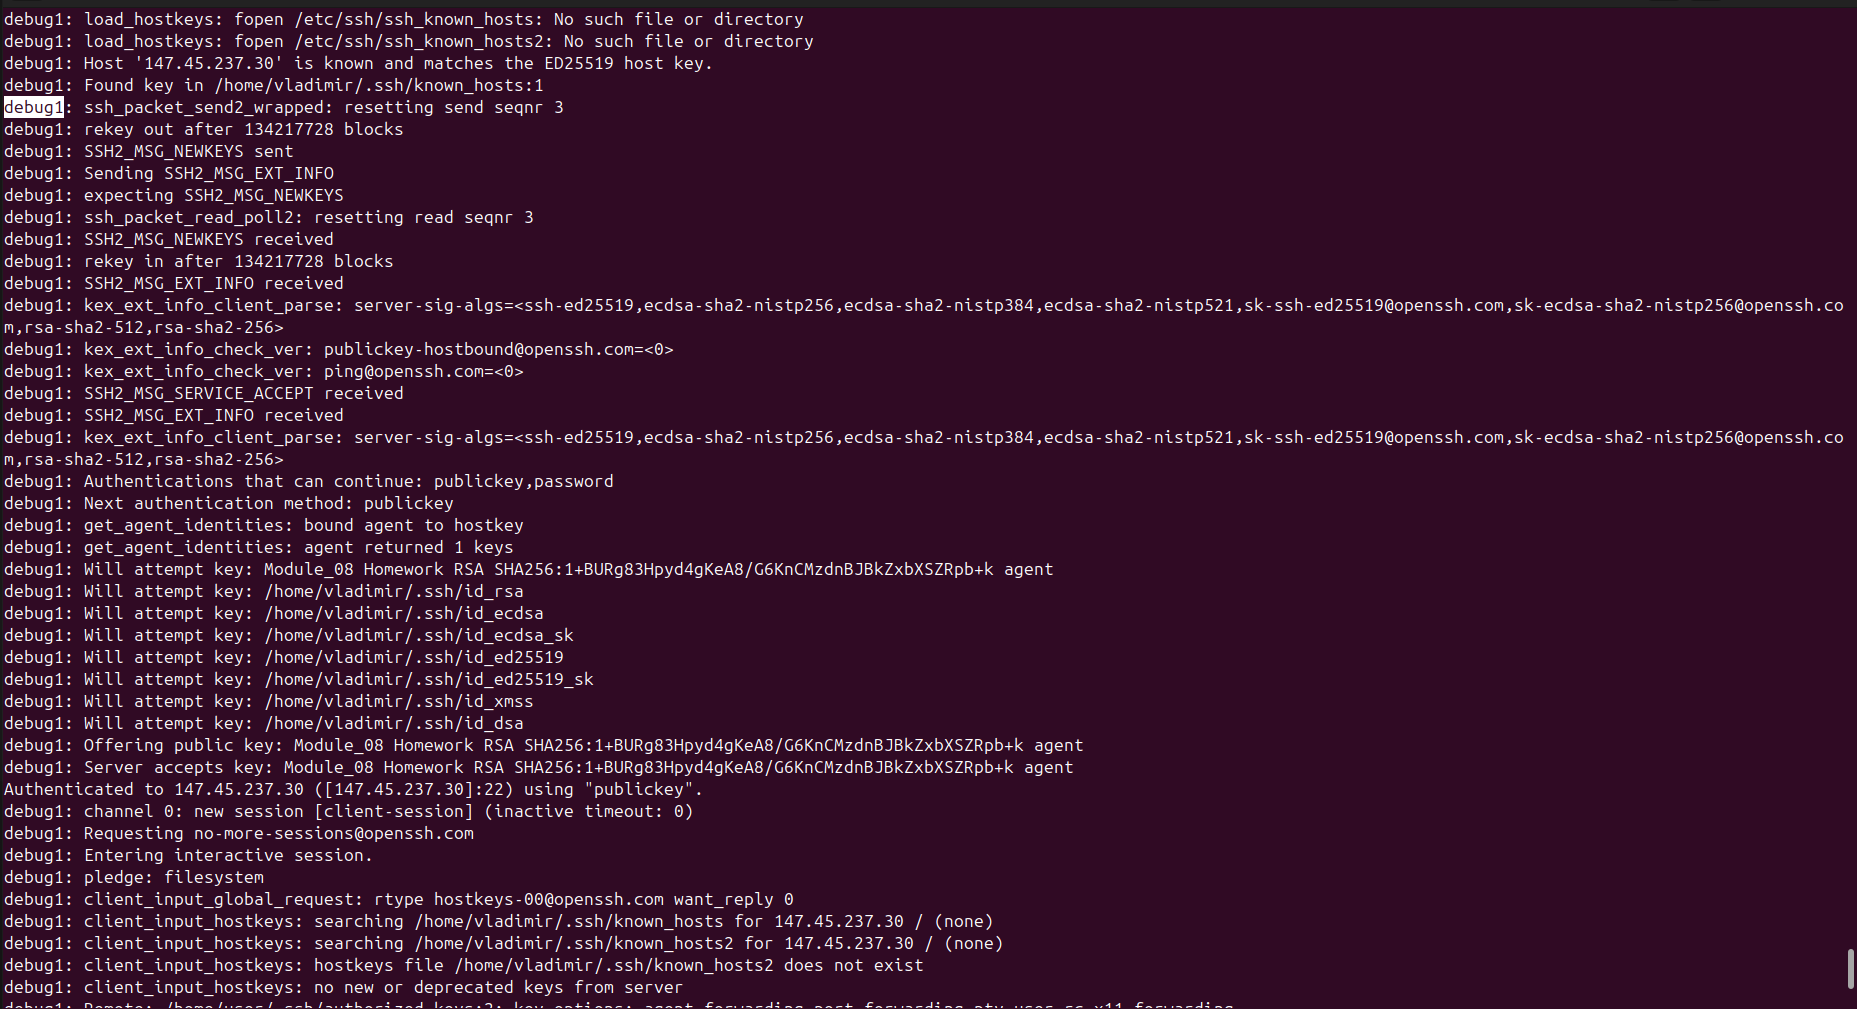 debug1: load_hostkeys: fopen /etc/ssh/ssh_known_hosts: No such file or directory
debug1: load_hostkeys: fopen /etc/ssh/ssh_known_hosts2: No such file or directory
debug1: Host '147.45.237.30' is known and matches the ED25519 host key.
debug1: Found key in /home/vladimir/.ssh/known_hosts:1
debug1: ssh_packet_send2_wrapped: resetting send seqnr 3
debug1: rekey out after 134217728 blocks
debug1: SSH2_MSG_NEWKEYS sent
debug1: Sending SSH2_MSG_EXT_INFO
debug1: expecting SSH2_MSG_NEWKEYS
debug1: ssh_packet_read_poll2: resetting read seqnr 3
debug1: SSH2_MSG_NEWKEYS received
debug1: rekey in after 134217728 blocks
debug1: SSH2_MSG_EXT_INFO received
debug1: kex_ext_info_client_parse: server-sig-algs=<ssh-ed25519,ecdsa-sha2-nistp256,ecdsa-sha2-nistp384,ecdsa-sha2-nistp521,sk-ssh-ed25519@openssh.com,sk-ecdsa-sha2-nistp256@openssh.co
m,rsa-sha2-512,rsa-sha2-256>
debug1: kex_ext_info_check_ver: publickey-hostbound@openssh.com=<0>
debug1: kex_ext_info_check_ver: ping@openssh.com=<0>
debug1: SSH2_MSG_SERVICE_ACCEPT received
debug1: SSH2_MSG_EXT_INFO received
debug1: kex_ext_info_client_parse: server-sig-algs=<ssh-ed25519,ecdsa-sha2-nistp256,ecdsa-sha2-nistp384,ecdsa-sha2-nistp521,sk-ssh-ed25519@openssh.com,sk-ecdsa-sha2-nistp256@openssh.co
m,rsa-sha2-512,rsa-sha2-256>
debug1: Authentications that can continue: publickey,password
debug1: Next authentication method: publickey
debug1: get_agent_identities: bound agent to hostkey
debug1: get_agent_identities: agent returned 1 keys
debug1: Will attempt key: Module_08 Homework RSA SHA256:1+BURg83Hpyd4gKeA8/G6KnCMzdnBJBkZxbXSZRpb+k agent
debug1: Will attempt key: /home/vladimir/.ssh/id_rsa
debug1: Will attempt key: /home/vladimir/.ssh/id_ecdsa
debug1: Will attempt key: /home/vladimir/.ssh/id_ecdsa_sk
debug1: Will attempt key: /home/vladimir/.ssh/id_ed25519
debug1: Will attempt key: /home/vladimir/.ssh/id_ed25519_sk
debug1: Will attempt key: /home/vladimir/.ssh/id_xmss
debug1: Will attempt key: /home/vladimir/.ssh/id_dsa
debug1: Offering public key: Module_08 Homework RSA SHA256:1+BURg83Hpyd4gKeA8/G6KnCMzdnBJBkZxbXSZRpb+k agent
debug1: Server accepts key: Module_08 Homework RSA SHA256:1+BURg83Hpyd4gKeA8/G6KnCMzdnBJBkZxbXSZRpb+k agent
Authenticated to 147.45.237.30 ([147.45.237.30]:22) using "publickey".
debug1: channel 0: new session [client-session] (inactive timeout: 0)
debug1: Requesting no-more-sessions@openssh.com
debug1: Entering interactive session.
debug1: pledge: filesystem
debug1: client_input_global_request: rtype hostkeys-00@openssh.com want_reply 0
debug1: client_input_hostkeys: searching /home/vladimir/.ssh/known_hosts for 147.45.237.30 / (none)
debug1: client_input_hostkeys: searching /home/vladimir/.ssh/known_hosts2 for 147.45.237.30 / (none)
debug1: client_input_hostkeys: hostkeys file /home/vladimir/.ssh/known_hosts2 does not exist
debug1: client_input_hostkeys: no new or deprecated keys from server